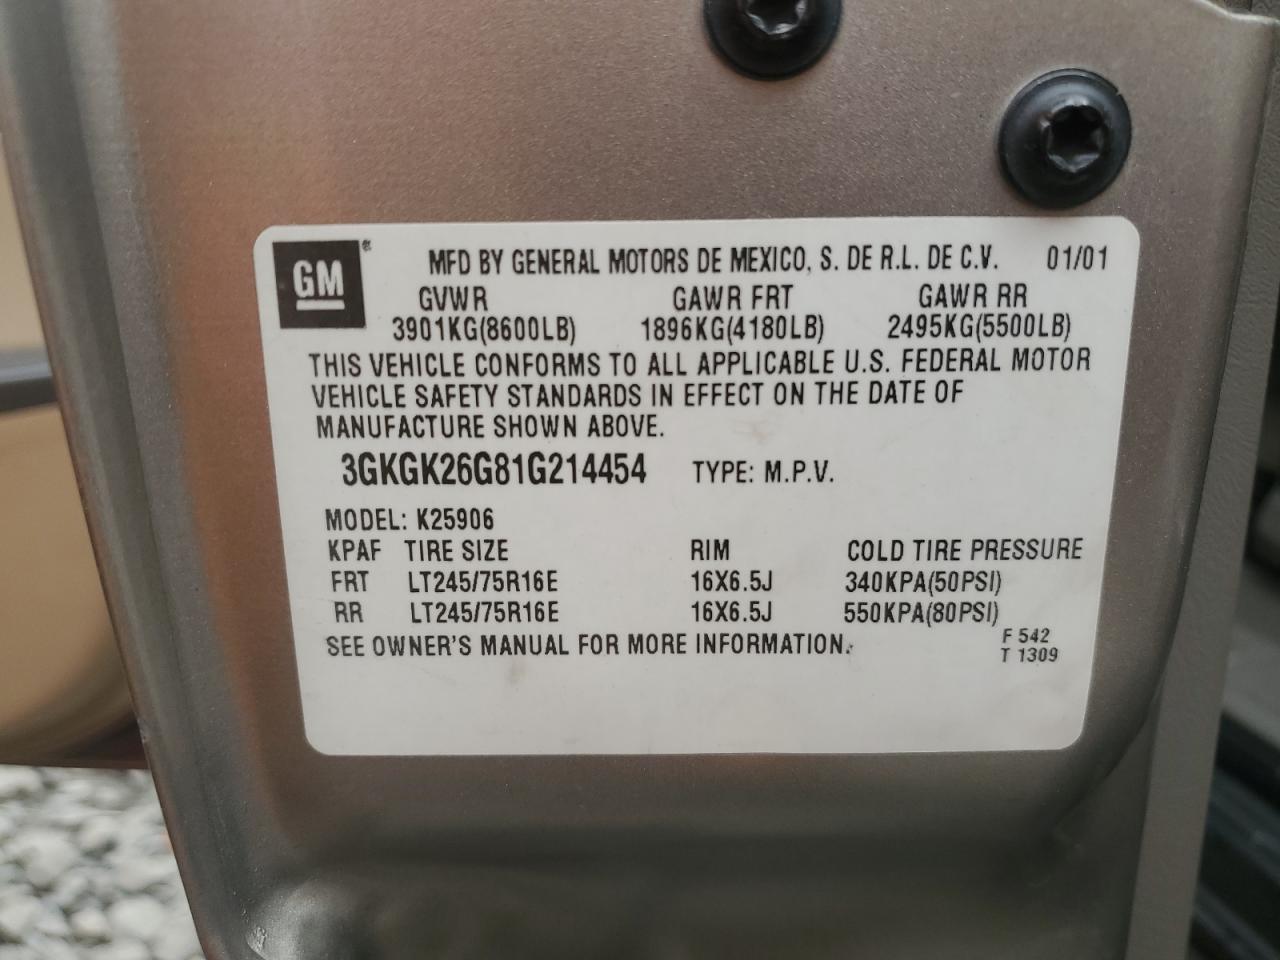 GM ® MFD BY GENERAL MOTORS DE MEXICO, S. DE R.L. DE C.V. 01/01
GVWR GAWR FRT GAWR RR
3901KG(8600LB) 1896KG(4180LB) 2495KG(5500LB)
THIS VEHICLE CONFORMS TO ALL APPLICABLE U.S. FEDERAL MOTOR
VEHICLE SAFETY STANDARDS IN EFFECT ON THE DATE OF
MANUFACTURE SHOWN ABOVE.
3GKGK26G81G214454 TYPE: M.P.V.
MODEL: K25906
KPAF TIRE SIZE RIM COLD TIRE PRESSURE
FRT LT245/75R16E 16X6.5J 340KPA(50PSI)
RR LT245/75R16E 16X6.5J 550KPA(80PSI)
SEE OWNER'S MANUAL FOR MORE INFORMATION.
F 542
T 1309